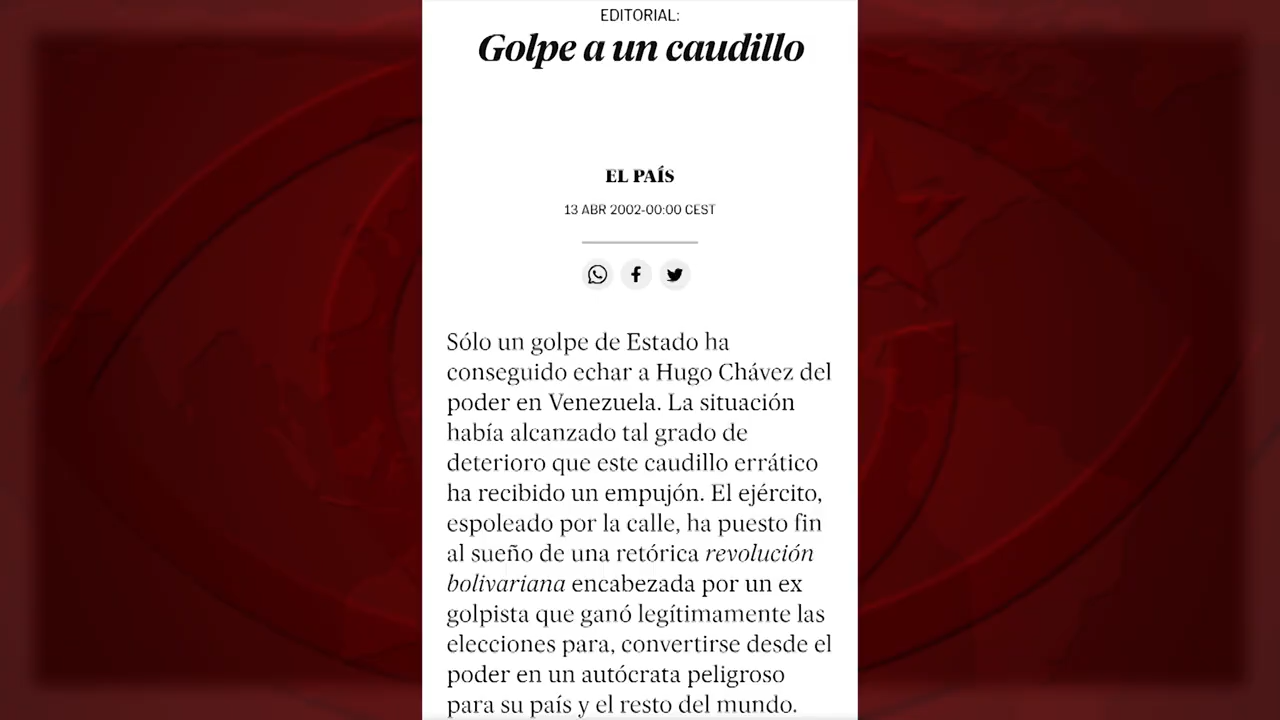 EDITORIAL:
Golpe a un caudillo
EL PAÍS
13 ABR 2002-00:00 CEST
Sólo un golpe de Estado ha
conseguido echar a Hugo Chávez del
poder en Venezuela. La situación
había alcanzado tal grado de
deterioro que este caudillo errático
ha recibido un empujón. El ejército,
espoleado por la calle, ha puesto fin
al sueño de una retórica revolución
bolivariana encabezada por un ex
golpista que ganó legítimamente las
elecciones para, convertirse desde el
poder en un autócrata peligroso
para su país y el resto del mundo.